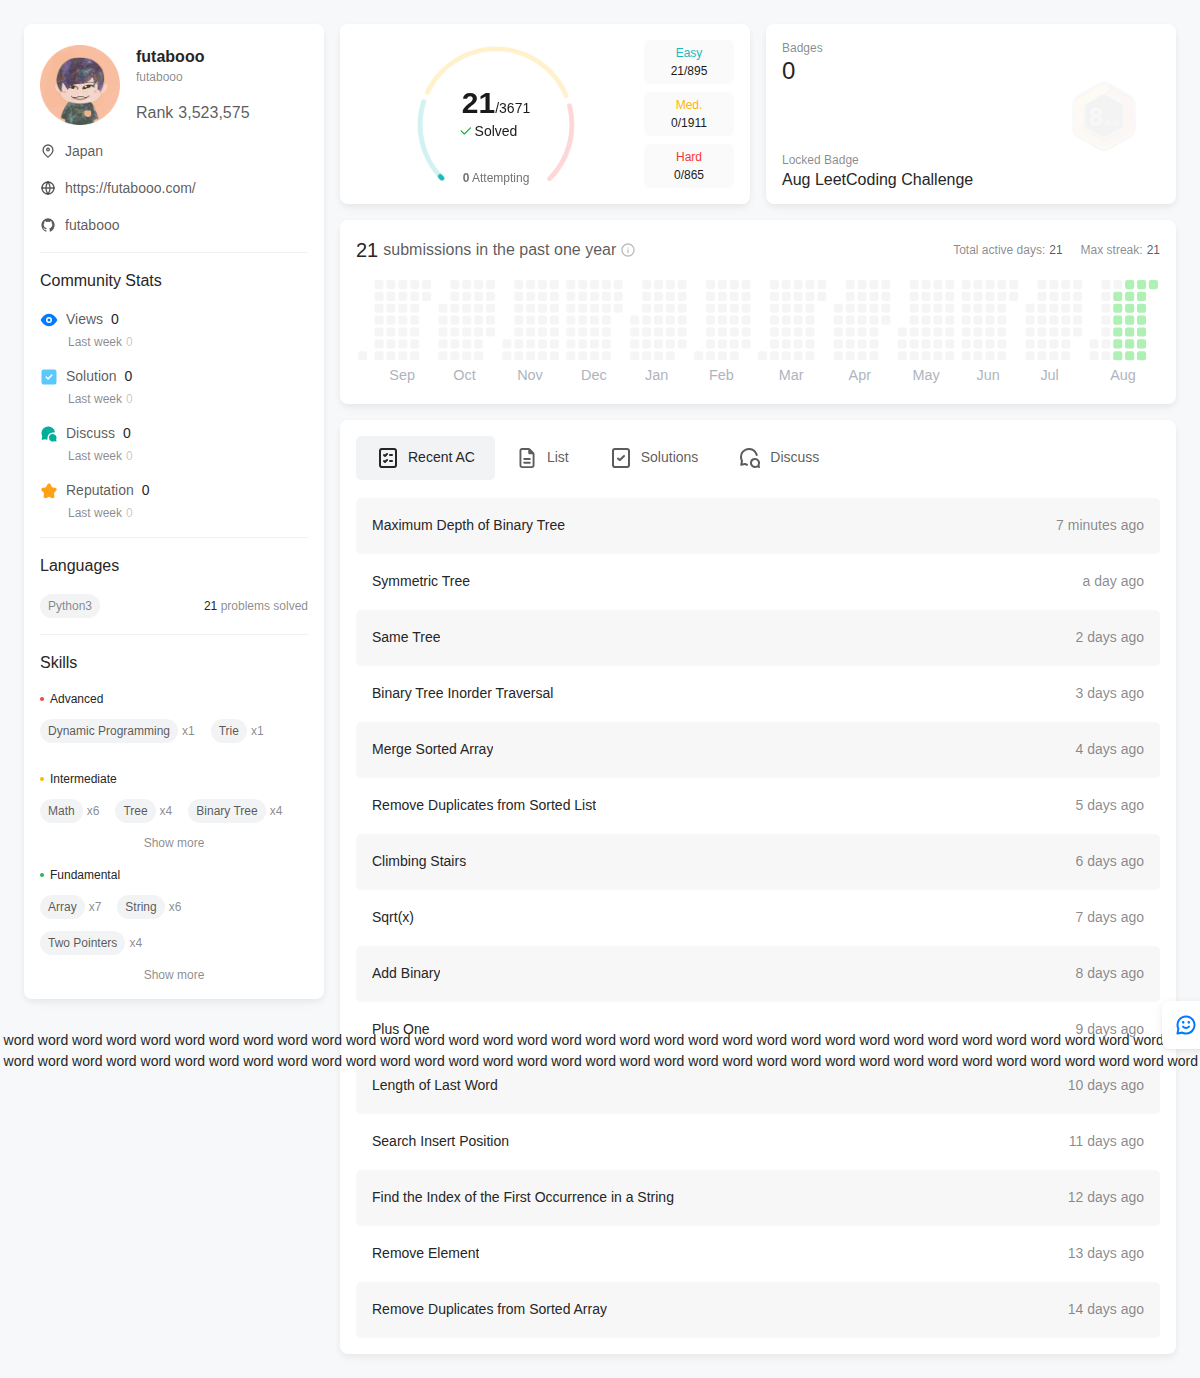 futabooo
futabooo
Rank 3,523,575
Japan
https://futabooo.com/
futabooo
Community Stats
Views 0
Last week 0
Solution 0
Last week 0
Discuss 0
Last week 0
Reputation 0
Last week 0
Languages
Python3 21 problems solved
Skills
Advanced
Dynamic Programming x1 Trie x1
Intermediate
Math x6 Tree x4 Binary Tree x4
Show more
Fundamental
Array x7 String x6
Two Pointers x4
Show more
21/3671
Solved
0 Attempting
Easy
21/895
Med.
0/1911
Hard
0/865
Badges
0
Locked Badge
Aug LeetCoding Challenge
21 submissions in the past one year Total active days: 21 Max streak: 21
Sep Oct Nov Dec Jan Feb Mar Apr May Jun Jul Aug
Recent AC List Solutions Discuss
Maximum Depth of Binary Tree 7 minutes ago
Symmetric Tree a day ago
Same Tree 2 days ago
Binary Tree Inorder Traversal 3 days ago
Merge Sorted Array 4 days ago
Remove Duplicates from Sorted List 5 days ago
Climbing Stairs 6 days ago
Sqrt(x) 7 days ago
Add Binary 8 days ago
Plus One 9 days ago
word word word word word word word word word word word word word word word word word word word word word word word word word word word word word word word word word word
word word word word word word word word word word word word word word word word word word word word word word word word word word word word word word word word word word word
Length of Last Word 10 days ago
Search Insert Position 11 days ago
Find the Index of the First Occurrence in a String 12 days ago
Remove Element 13 days ago
Remove Duplicates from Sorted Array 14 days ago